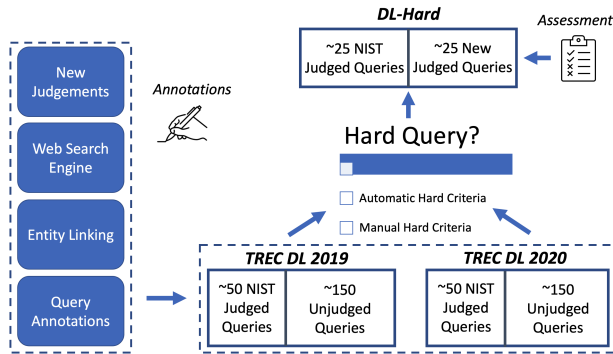 DL-Hard
~25 NIST
Judged Queries
~25 New
Judged Queries
Assessment
New
Judgements
Annotations
Web Search
Engine
Entity Linking
Query
Annotations
Hard Query?
Automatic Hard Criteria
Manual Hard Criteria
TREC DL 2019
~50 NIST
Judged
Queries
~150
Unjudged
Queries
TREC DL 2020
~50 NIST
Judged
Queries
~150
Unjudged
Queries